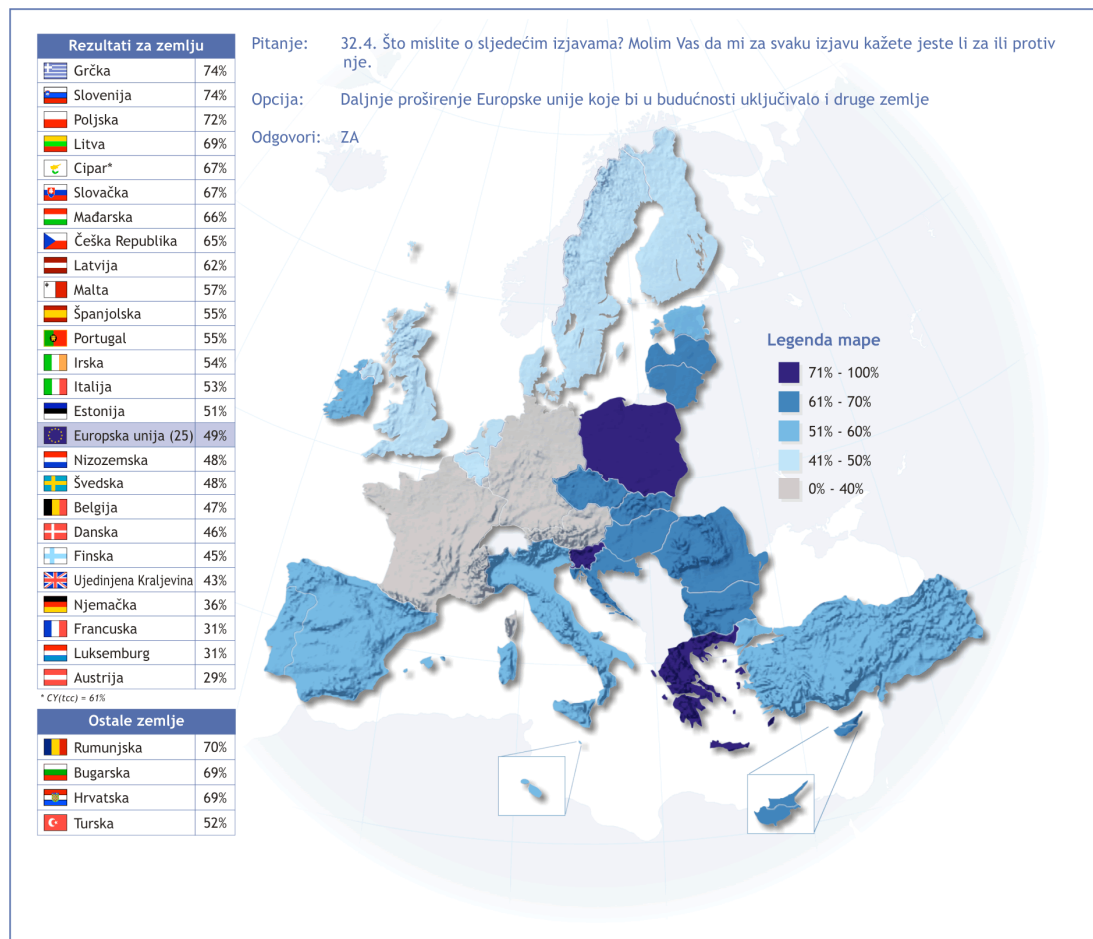 Rezultati za zemlju
Grčka 74%
Slovenija 74%
Poljska 72%
Litva 69%
Cipar* 67%
Slovačka 67%
Mađarska 66%
Češka Republika 65%
Latvija 62%
Malta 57%
Španjolska 55%
Portugal 55%
Irska 54%
Italija 53%
Estonija 51%
Europska unija (25) 49%
Nizozemska 48%
Švedska 48%
Belgija 47%
Danska 46%
Finska 45%
Ujedinjena Kraljevina 43%
Njemačka 36%
Francuska 31%
Luksemburg 31%
Austrija 29%
* CY(tcc) = 61%
Ostale zemlje
Rumunjska 70%
Bugarska 69%
Hrvatska 69%
Turska 52%
Pitanje: 32.4. Što mislite o sljedećim izjavama? Molim Vas da mi za svaku izjavu kažete jeste li za ili protiv
nje.
Opcija: Daljnje proširenje Europske unije koje bi u budućnosti uključivalo i druge zemlje
Odgovori: ZA
Legenda mape
71% - 100%
61% - 70%
51% - 60%
41% - 50%
0% - 40%